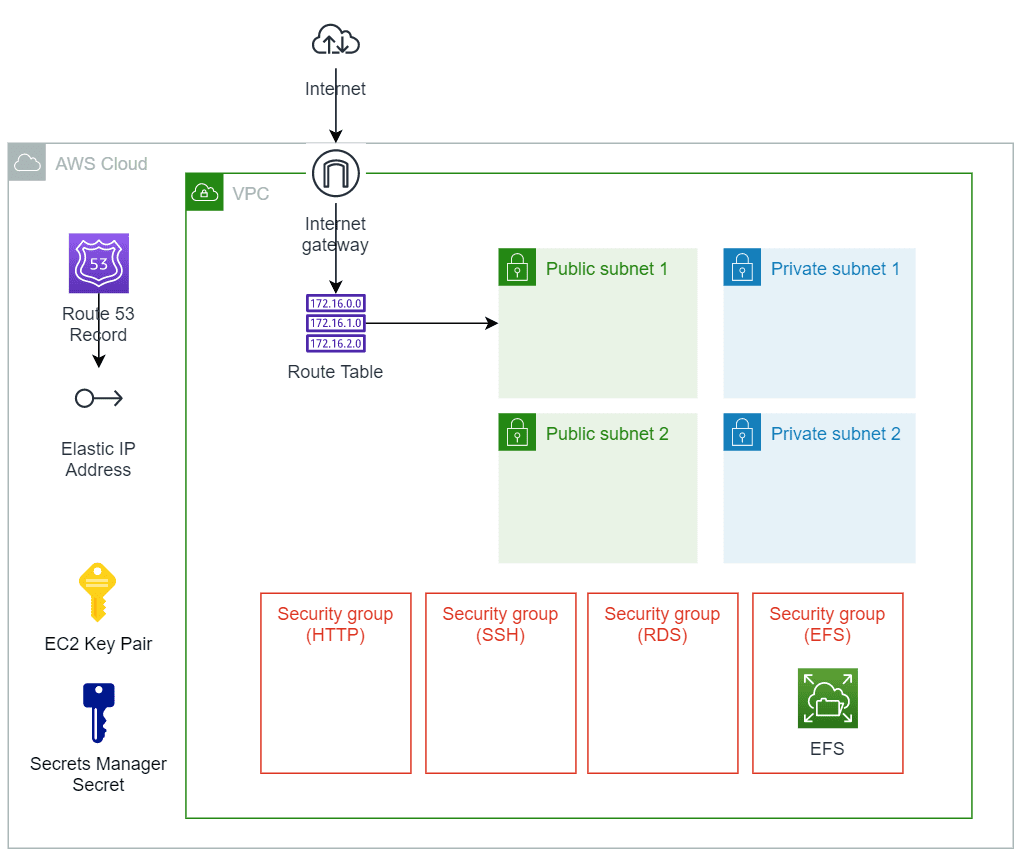 Internet
AWS Cloud
VPC
Internet
gateway
53
Route 53
Record
172.16.0.0
172.16.1.0
172.16.2.0
Route Table
Public subnet 1
Private subnet 1
Elastic IP
Address
Public subnet 2
Private subnet 2
EC2 Key Pair
Secrets Manager
Secret
Security group
(HTTP)
Security group
(SSH)
Security group
(RDS)
Security group
(EFS)
EFS